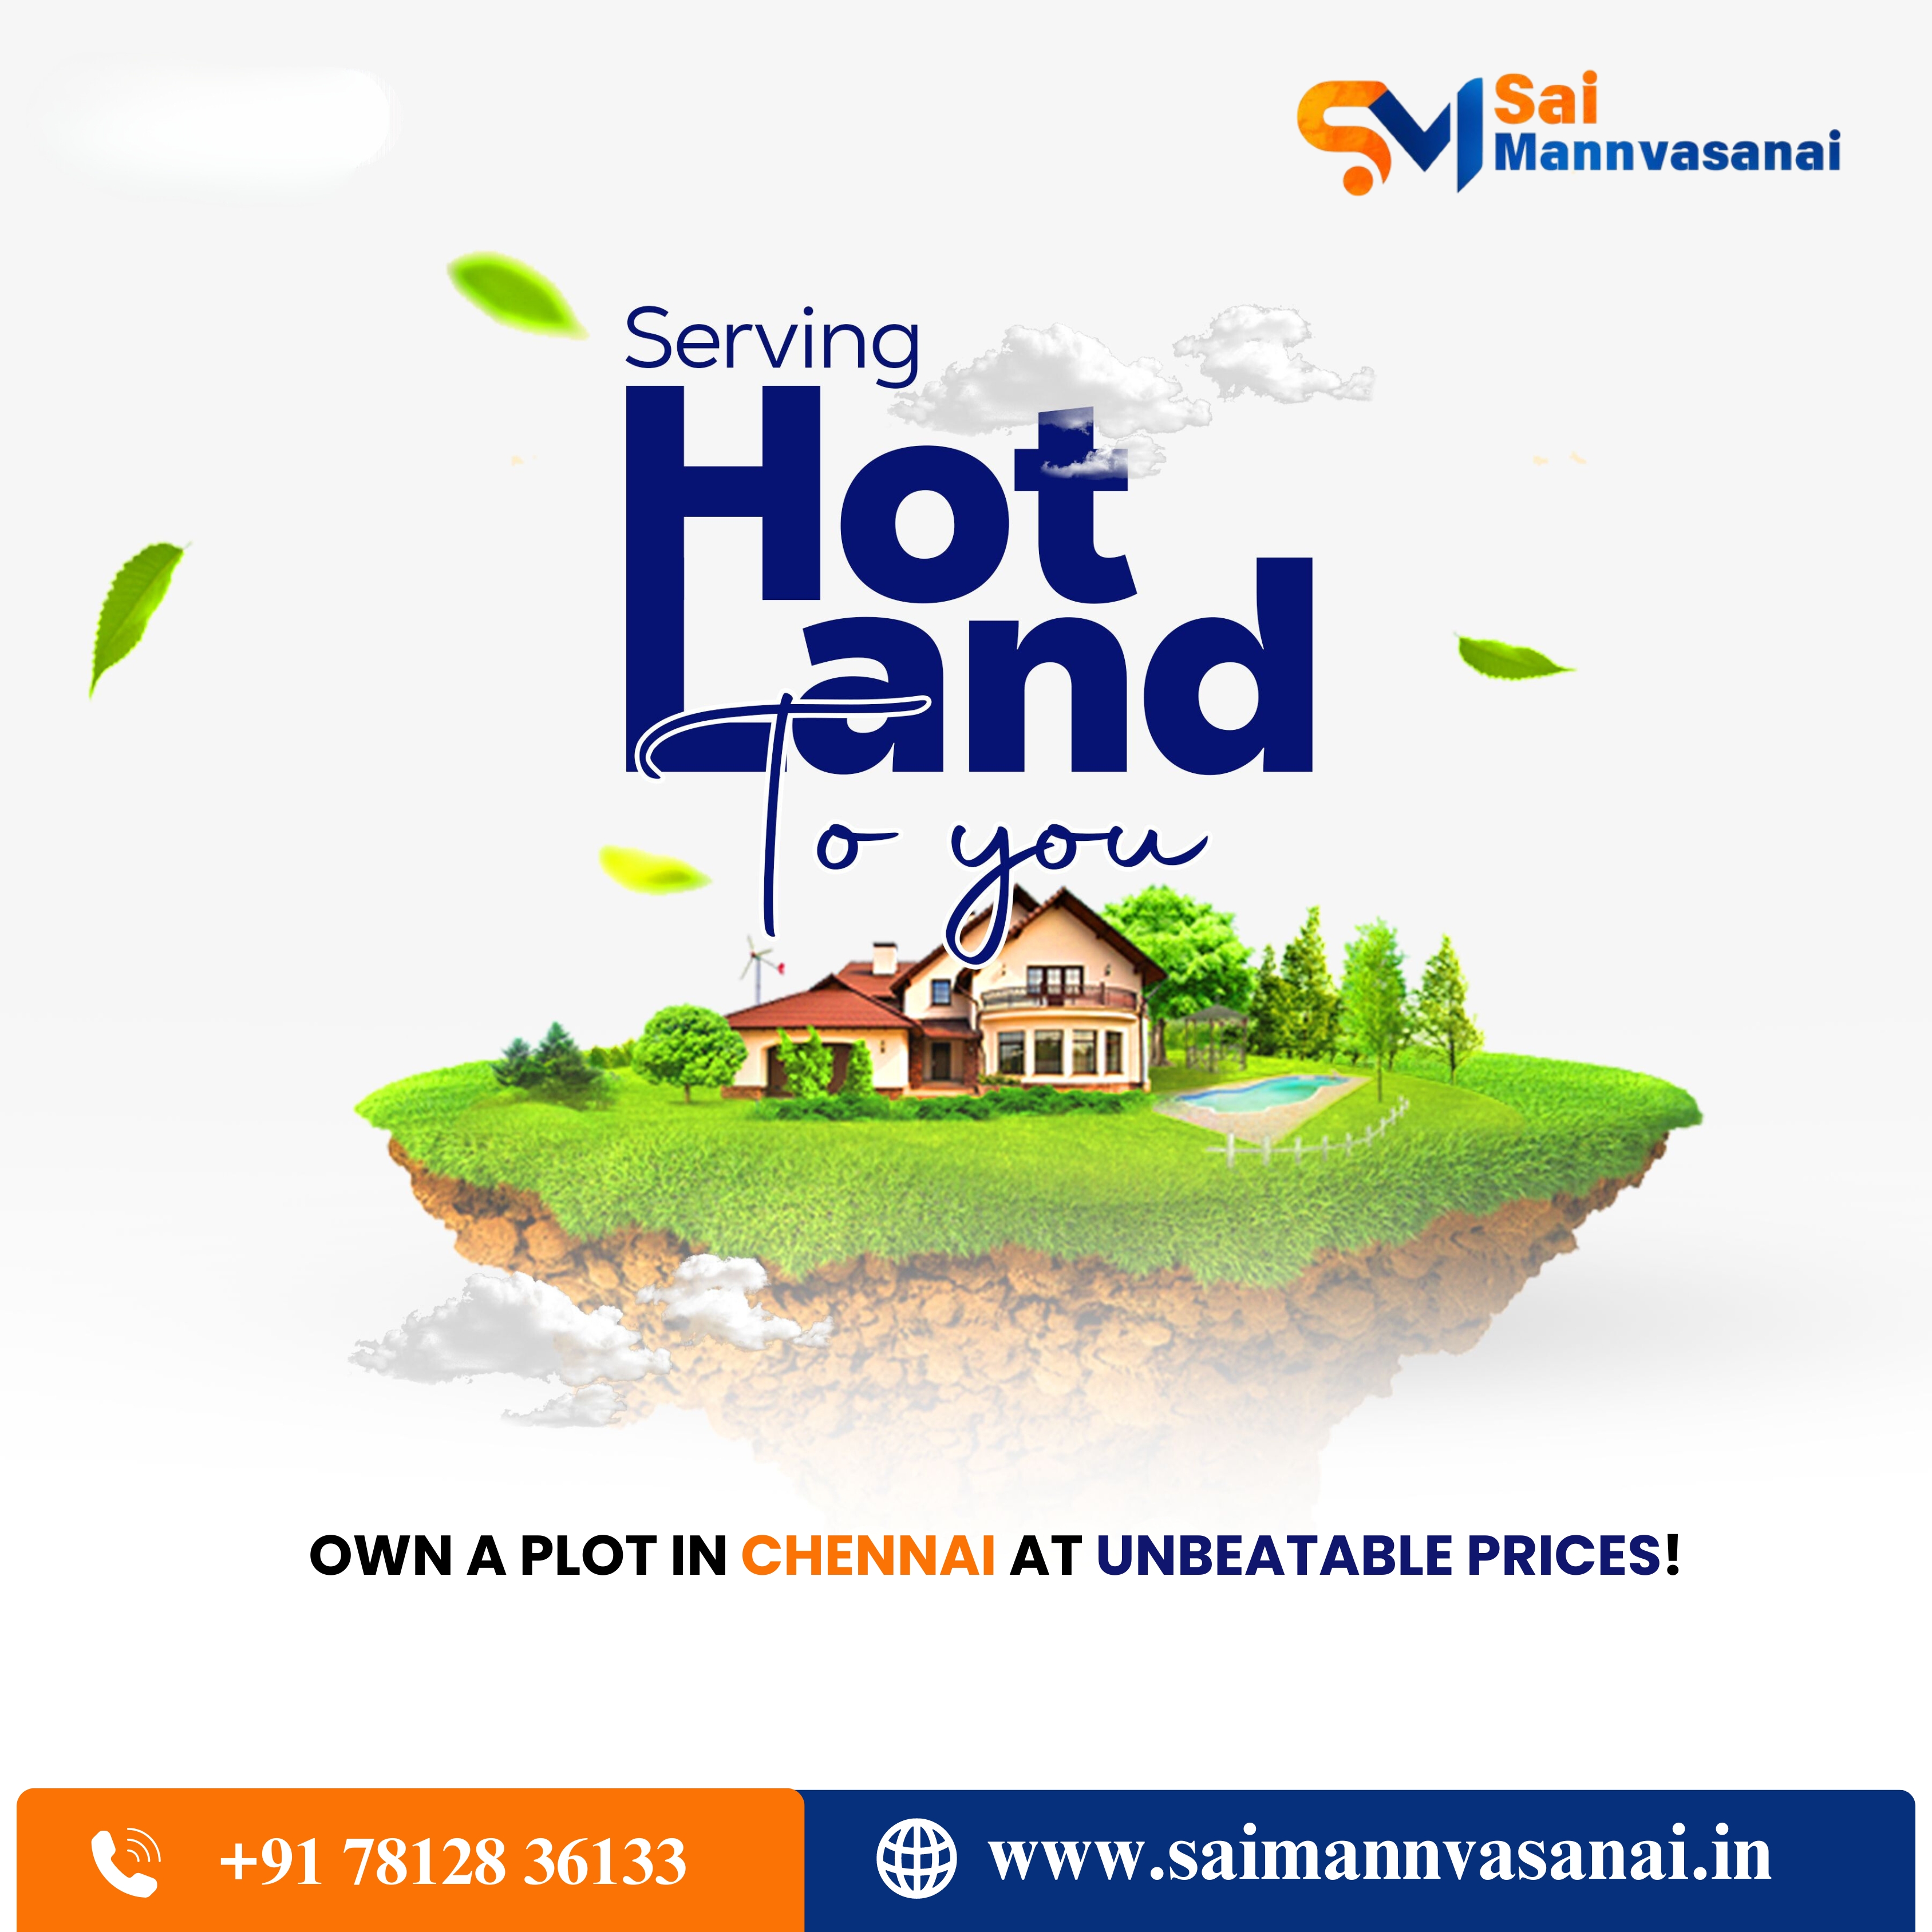 Sai
Mannvasanai
Serving
Hot
Land
To you
OWN A PLOT IN CHENNAI AT UNBEATABLE PRICES!
+91 78128 36133
www.saimannvasanai.in